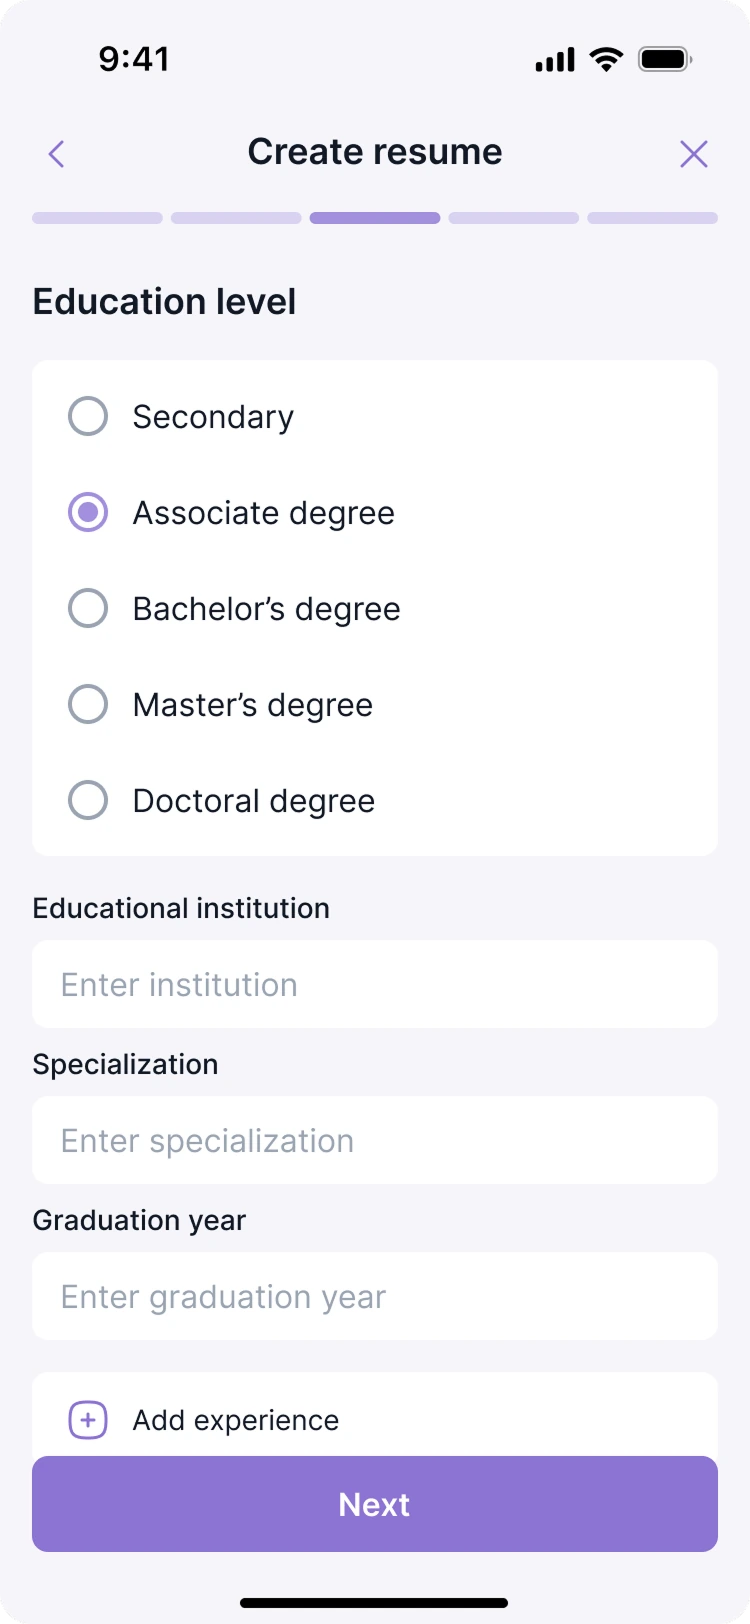 9:41
Create resume
Education level
Secondary
Associate degree
Bachelor’s degree
Master’s degree
Doctoral degree
Educational institution
Enter institution
Specialization
Enter specialization
Graduation year
Enter graduation year
Add experience
Next